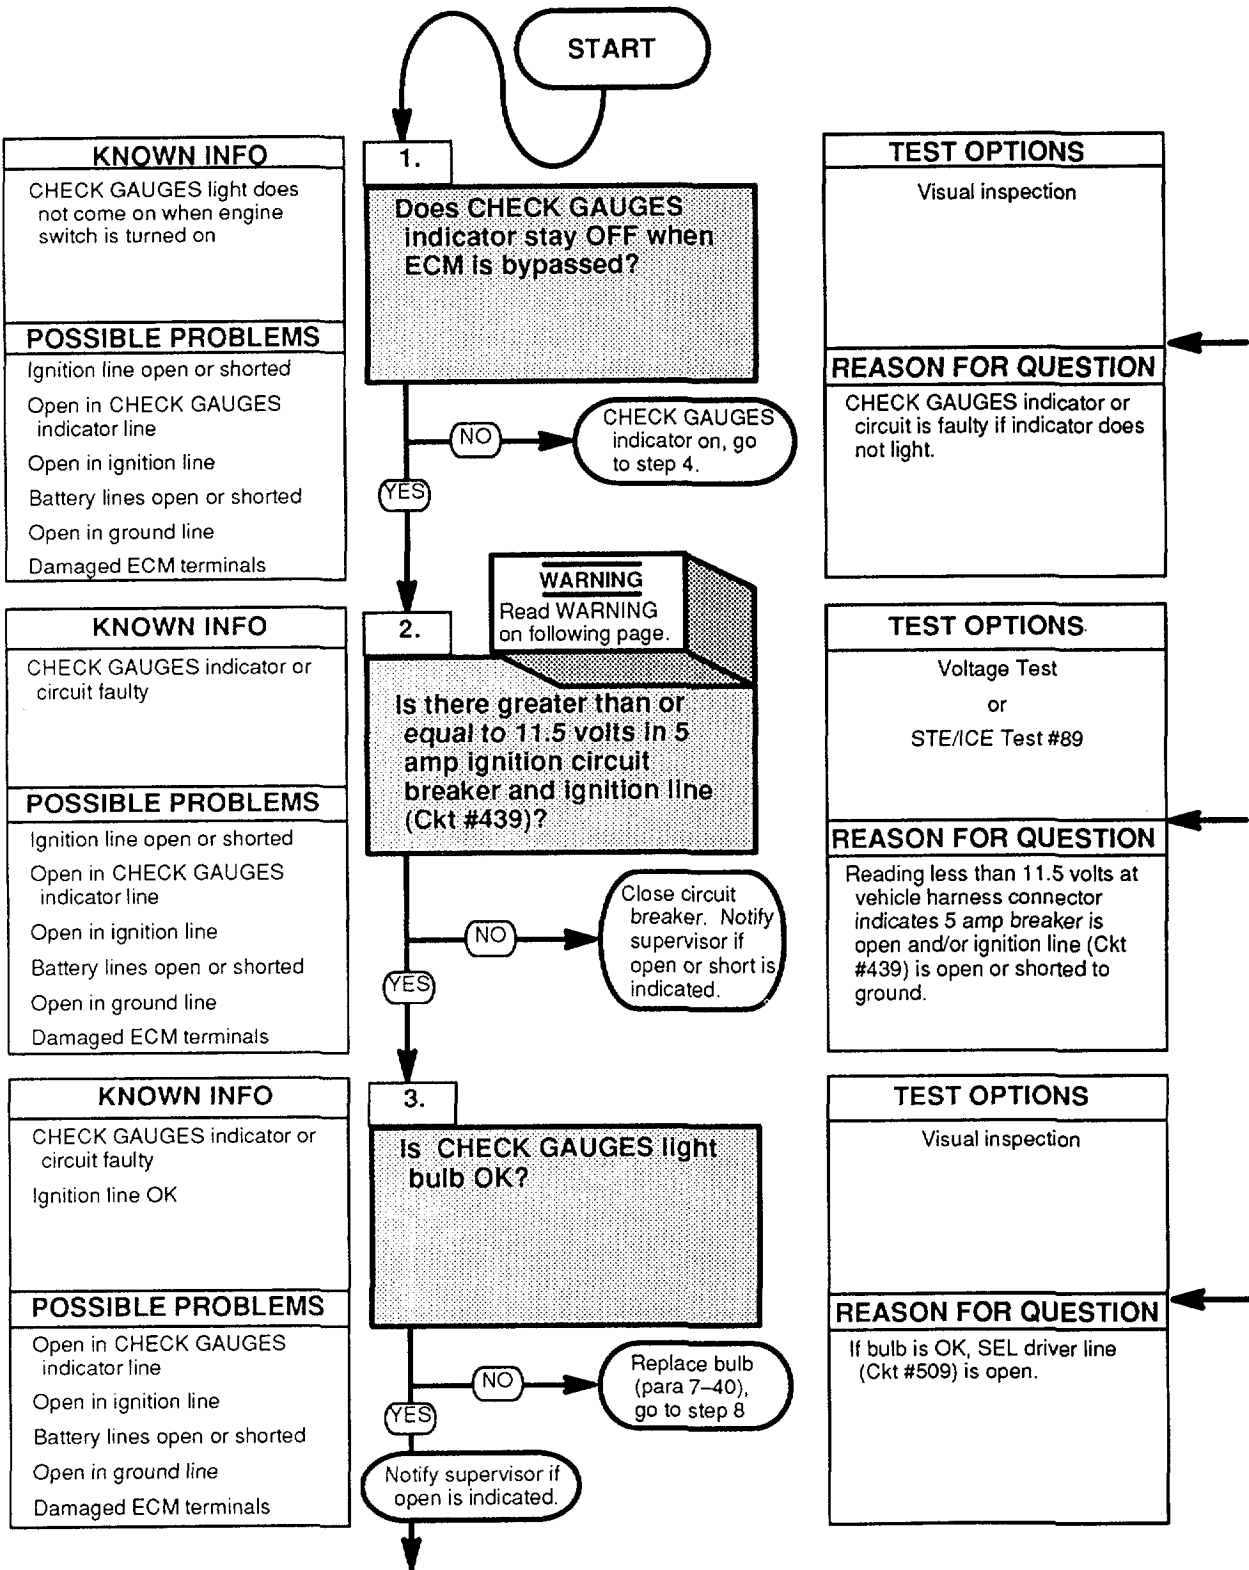 START
KNOWN INFO
CHECK GAUGES light does
not come on when engine
switch is turned on
POSSIBLE PROBLEMS
Ignition line open or shorted
Open in CHECK GAUGES
indicator line
Open in ignition line
Battery lines open or shorted
Open in ground line
Damaged ECM terminals
1.
Does CHECK GAUGES
indicator stay OFF when
ECM is bypassed?
NO
CHECK GAUGES
indicator on, go
to step 4.
YES
TEST OPTIONS
Visual inspection
REASON FOR QUESTION
CHECK GAUGES indicator or
circuit is faulty if indicator does
not light.
KNOWN INFO
CHECK GAUGES indicator or
circuit faulty
POSSIBLE PROBLEMS
Ignition line open or shorted
Open in CHECK GAUGES
indicator line
Open in ignition line
Battery lines open or shorted
Open in ground line
Damaged ECM terminals
2.
WARNING
Read WARNING
on following page.
Is there greater than or
equal to 11.5 volts in 5
amp ignition circuit
breaker and ignition line
(Ckt #439)?
NO
Close circuit
breaker. Notify
supervisor if
open or short is
indicated.
YES
TEST OPTIONS
Voltage Test
or
STE/ICE Test #89
REASON FOR QUESTION
Reading less than 11.5 volts at
vehicle harness connector
indicates 5 amp breaker is
open and/or ignition line (Ckt
#439) is open or shorted to
ground.
KNOWN INFO
CHECK GAUGES indicator or
circuit faulty
Ignition line OK
POSSIBLE PROBLEMS
Open in CHECK GAUGES
indicator line
Open in ignition line
Battery lines open or shorted
Open in ground line
Damaged ECM terminals
3.
Is CHECK GAUGES light
bulb OK?
NO
Replace bulb
(para 7–40),
go to step 8
YES
Notify supervisor if
open is indicated.
TEST OPTIONS
Visual inspection
REASON FOR QUESTION
If bulb is OK, SEL driver line
(Ckt #509) is open.